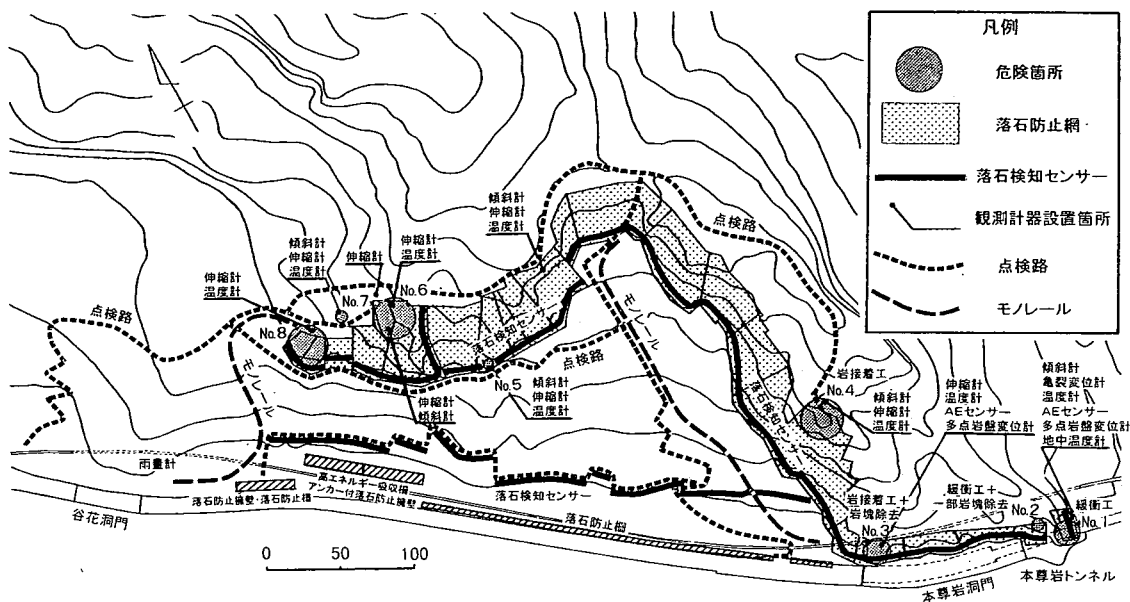 凡例
危険箇所
落石防止網
落石検知センサー
観測計器設置箇所
点検路
モノレール
傾斜計
伸縮計
温度計
点検路
伸縮計
温度計
傾斜計
伸縮計
温度計
伸縮計
伸縮計
温度計
No.6
No.7
No.8
点検路
モノレール
落石検知センサー
点検路
No.5
傾斜計
伸縮計
温度計
伸縮計
傾斜計
モノレール
落石検知センサー
岩接着工
No.4
傾斜計
伸縮計
温度計
伸縮計
温度計
AEセンサー
多点岩盤変位計
傾斜計
亀裂変位計
温度計
AEセンサー
多点岩盤変位計
地中温度計
雨量計
落石防止擁壁・落石防止柵
高エネルギー吸収柵
アンカー付落石防止擁壁
落石検知センサー
落石防止柵
岩接着工+
岩塊除去
No.3
緩衝工+
部岩塊除去
No.2
緩衝工
No.1
谷花洞門
0 50 100
本尊岩洞門
本尊岩トンネル